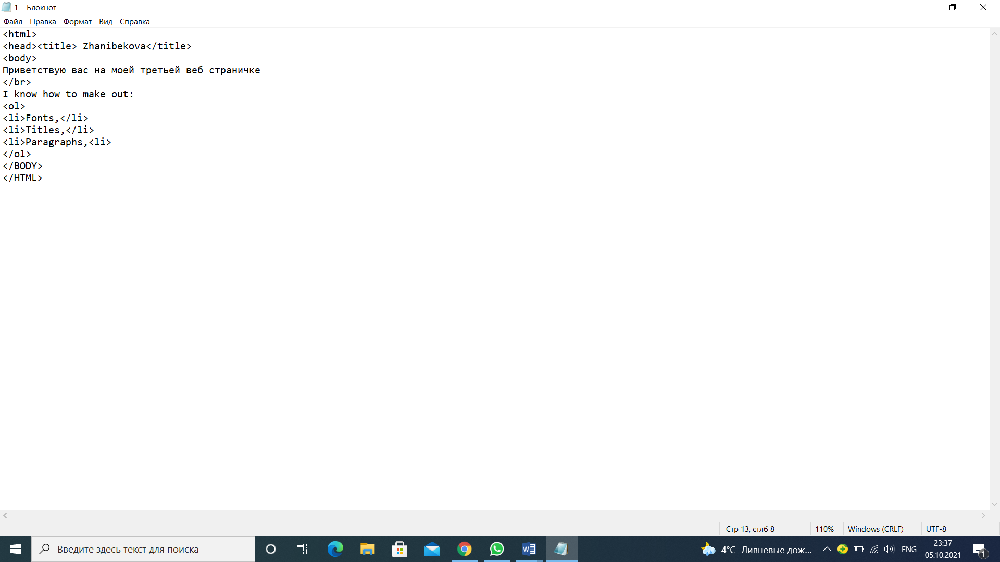 1 – Блокнот
Файл Правка Формат Вид Справка
<html>
<head><title> Zhanibekova</title>
<body>
Приветствую вас на моей третьей веб страничке
</br>
I know how to make out:
<ol>
<li>Fonts,</li>
<li>Titles,</li>
<li>Paragraphs,<li>
</ol>
</BODY>
</HTML>
Стр 13, стлб 8 110% Windows (CRLF) UTF-8
Введите здесь текст для поиска
4°C Ливневые дож... ENG
23:37
05.10.2021
1